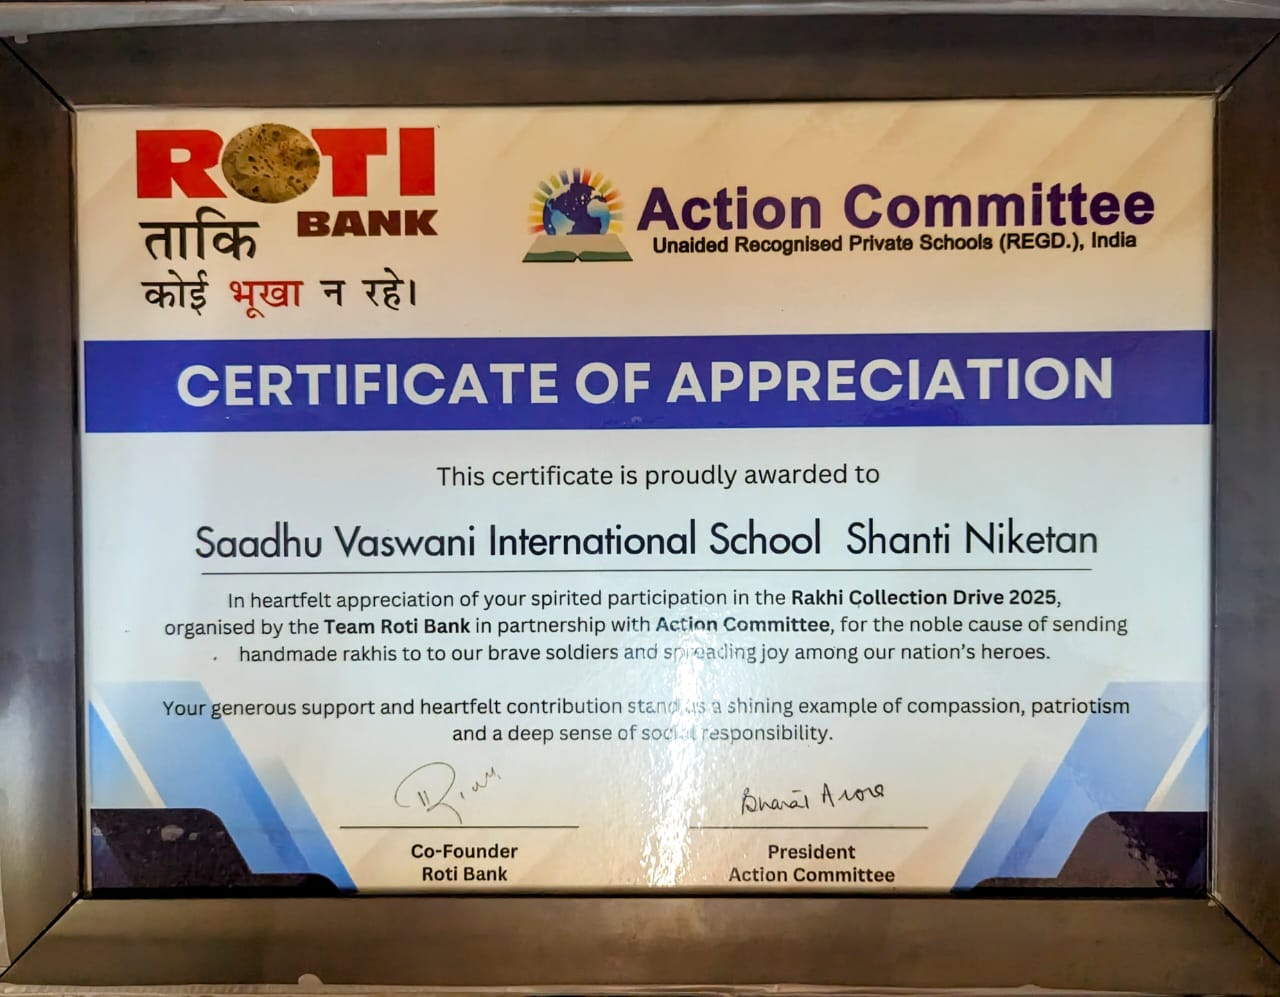 ROTI
BANK
ताकि
कोई भूखा न रहे।
Action Committee
Unaided Recognised Private Schools (REGD.), India
CERTIFICATE OF APPRECIATION
This certificate is proudly awarded to
Saadhu Vaswani International School Shanti Niketan
In heartfelt appreciation of your spirited participation in the Rakhi Collection Drive 2025,
organised by the Team Roti Bank in partnership with Action Committee, for the noble cause of sending
handmade rakhis to to our brave soldiers and spreading joy among our nation's heroes.
Your generous support and heartfelt contribution stand as a shining example of compassion, patriotism
and a deep sense of social responsibility.
Bharat Arora
Co-Founder
Roti Bank
President
Action Committee